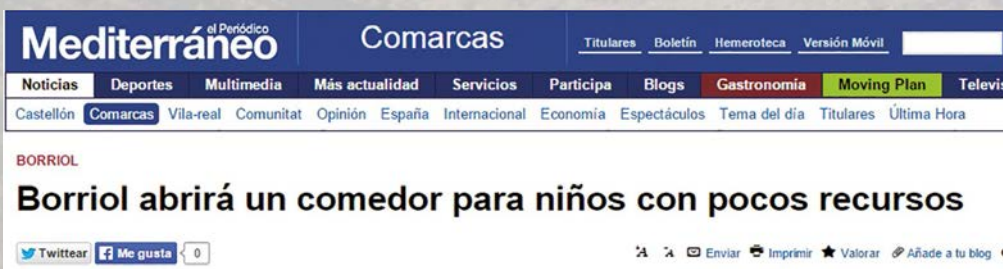 el Periódico
Mediterráneo Comarcas Titulares Boletín Hemeroteca Versión Móvil
Noticias Deportes Multimedia Más actualidad Servicios Participa Blogs Gastronomía Moving Plan Televis
Castellón Comarcas Vila-real Comunitat Opinión España Internacional Economía Espectáculos Tema del día Titulares Última Hora
BORRIOL
Borriol abrirá un comedor para niños con pocos recursos
Twittear Me gusta 0 A A Enviar Imprimir Valorar Añade a tu blog